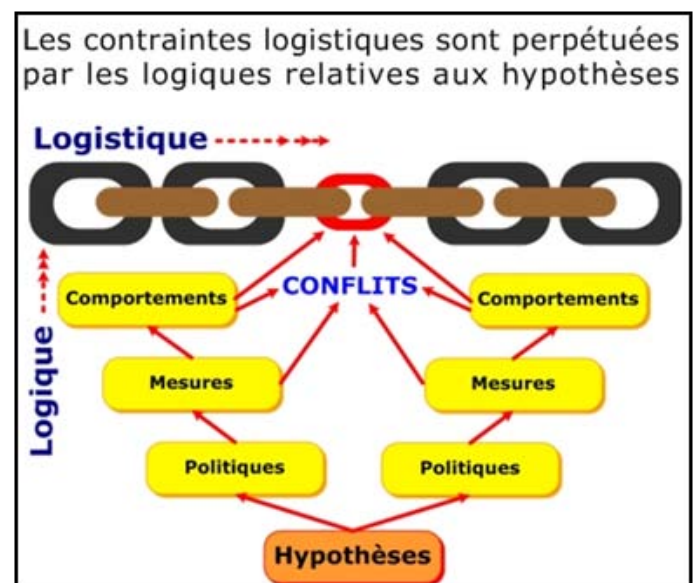 Les contraintes logistiques sont perpétuées
par les logiques relatives aux hypothèses
Logistique
Logique
CONFLITS
Comportements
Comportements
Mesures
Mesures
Politiques
Politiques
Hypothèses